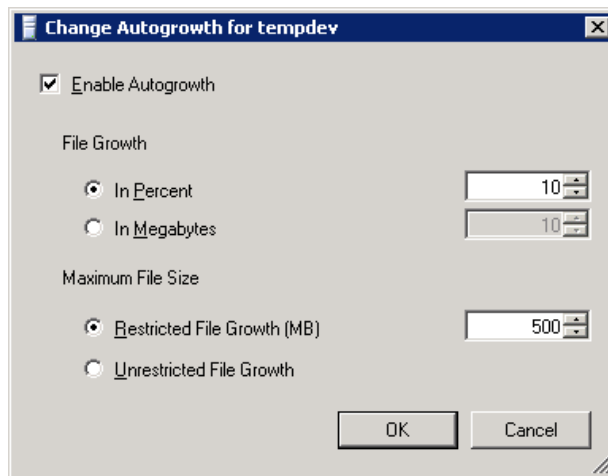 Change Autogrowth for tempdev
Enable Autogrowth
File Growth
In Percent 10
In Megabytes 10
Maximum File Size
Restricted File Growth (MB) 500
Unrestricted File Growth
OK Cancel